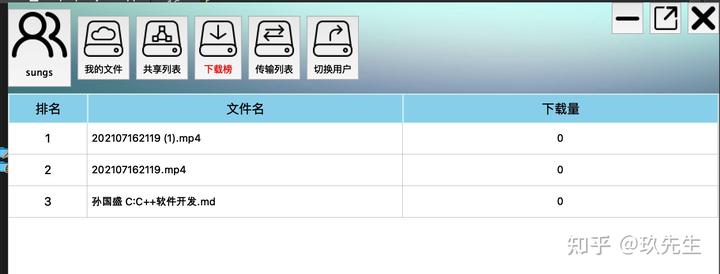 sungs
我的文件
共享列表
下载榜
传输列表
切换用户
排名 文件名 下载量
1 202107162119 (1).mp4 0
2 202107162119.mp4 0
3 孙国盛 C:C++软件开发.md 0
知乎 @玖先生